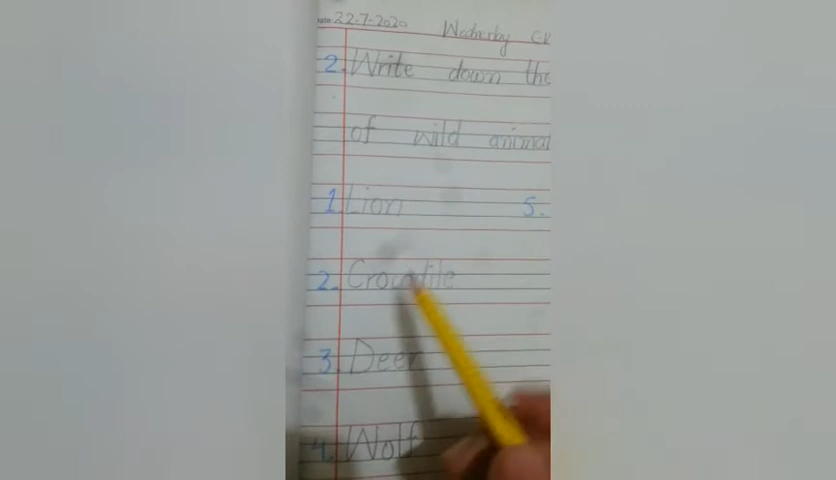 Date: 22-7-2020
2. Write down the
of wild animal
1. Lion 5.
2. Crocodile
3. Deer
4. Wolf